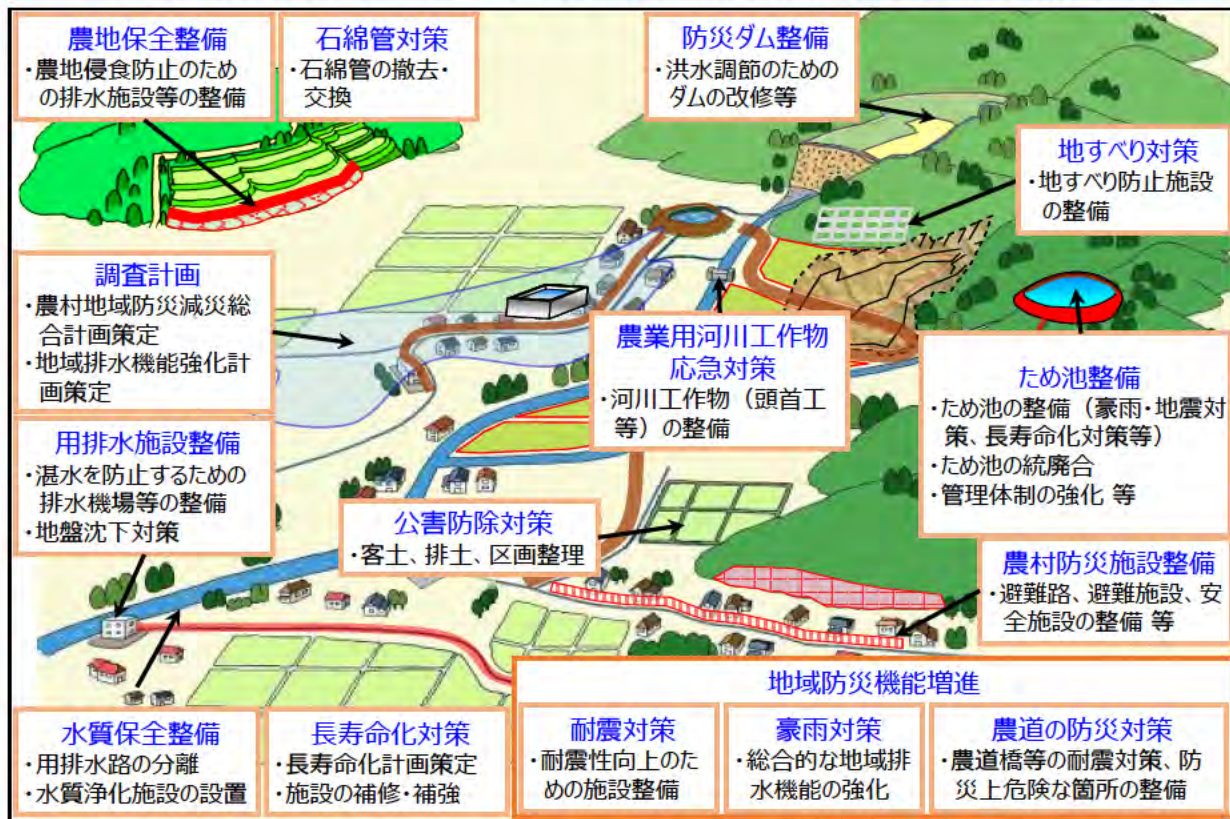 農地保全整備
・農地侵食防止のため
の排水施設等の整備
石綿管対策
・石綿管の撤去・
交換
防災ダム整備
・洪水調節のための
ダムの改修等
地すべり対策
・地すべり防止施設
の整備
調査計画
・農村地域防災減災総
合計画策定
・地域排水機能強化計
画策定
農業用河川工作物
応急対策
・河川工作物（頭首工
等）の整備
ため池整備
・ため池の整備（豪雨・地震対
策、長寿命化対策等）
・ため池の統廃合
・管理体制の強化 等
用排水施設整備
・湛水を防止するための
排水機場等の整備
・地盤沈下対策
公害防除対策
・客土、排土、区画整理
農村防災施設整備
・避難路、避難施設、安
全施設の整備 等
水質保全整備
・用排水路の分離
・水質浄化施設の設置
長寿命化対策
・長寿命化計画策定
・施設の補修・補強
地域防災機能増進
耐震対策
・耐震性向上のた
めの施設整備
豪雨対策
・総合的な地域排
水機能の強化
農道の防災対策
・農道橋等の耐震対策、防
災上危険な箇所の整備